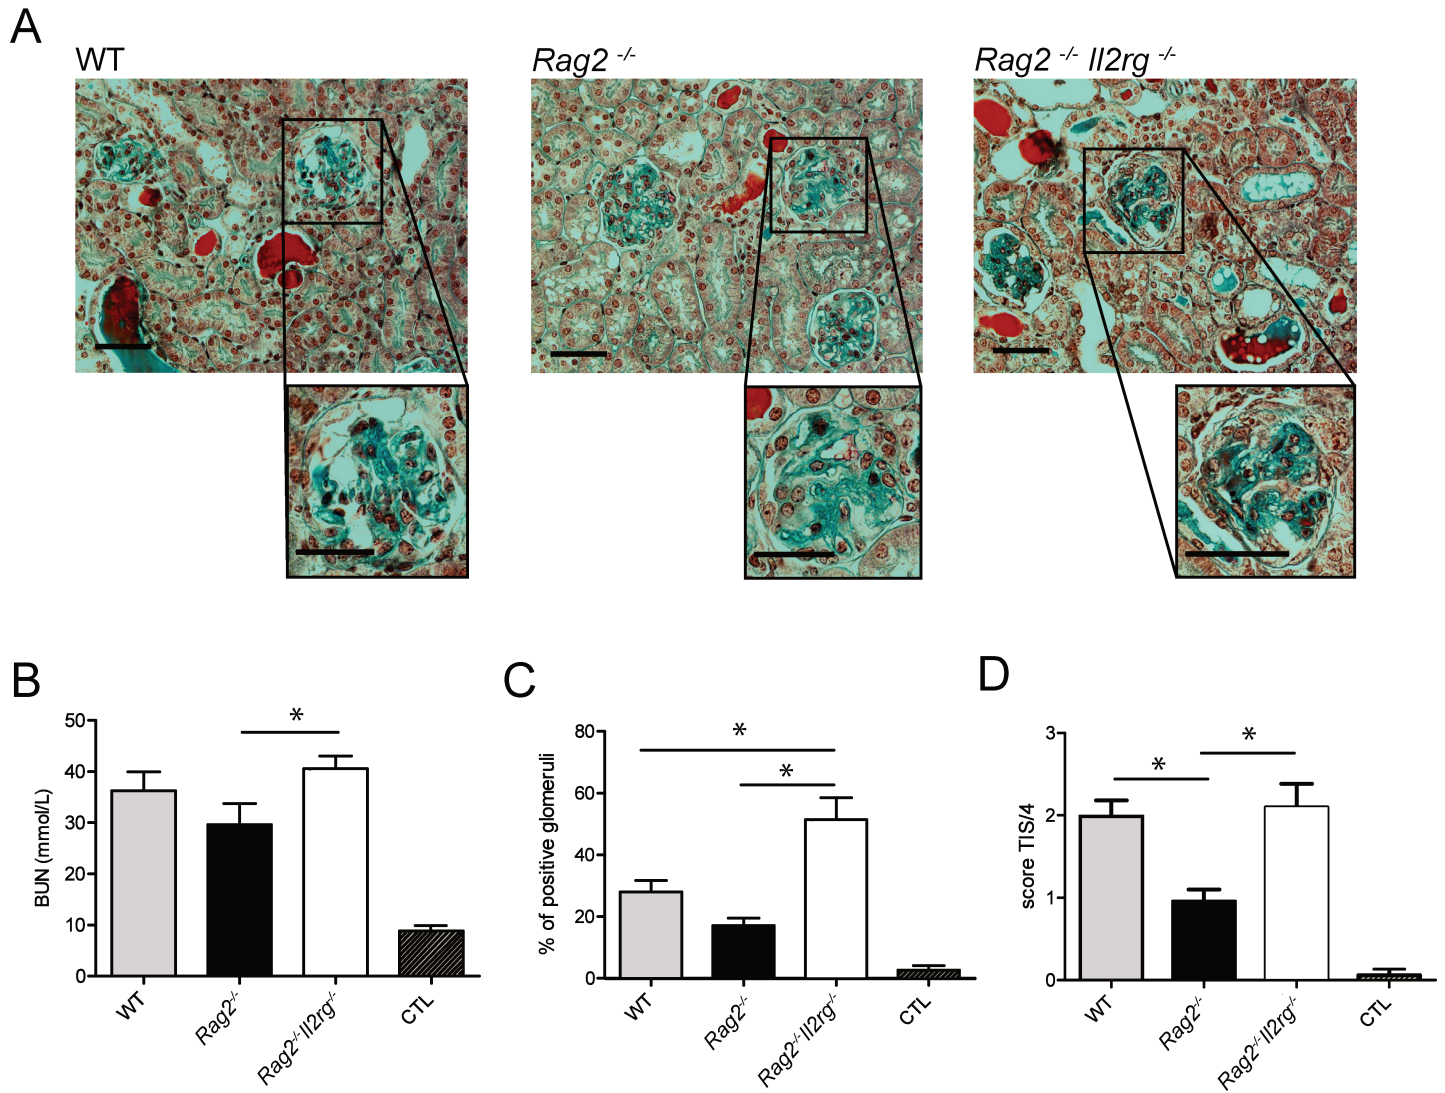 A
WT
Rag2 -/-
Rag2 -/- Il2rg -/-
B
BUN (mmol/L)
50
40
30
20
10
0
*
WT
Rag2-/-
Rag2-/-Il2rg-/-
CTL
C
% of positive glomeruli
80
60
40
20
0
*
*
WT
Rag2-/-
Rag2-/-Il2rg-/-
CTL
D
score TIS/4
3
2
1
0
*
*
WT
Rag2-/-
Rag2-/-Il2rg-/-
CTL